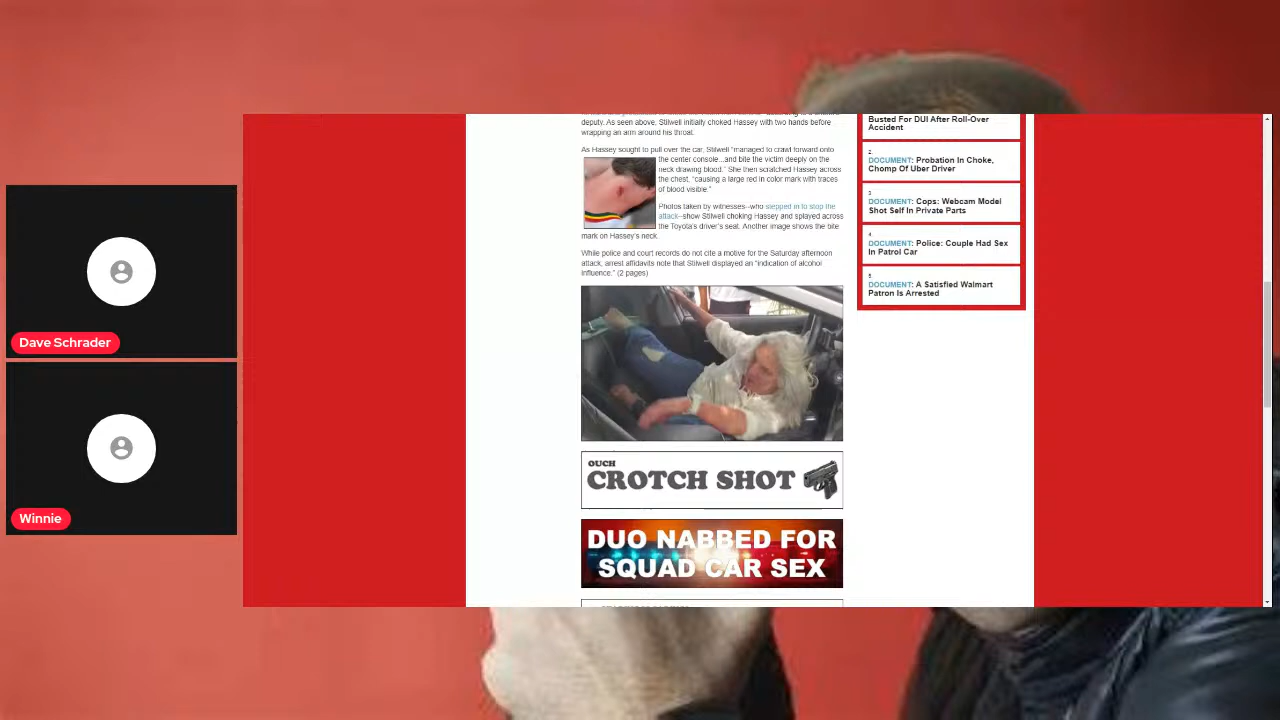 Dave Schrader
Winnie
deputy. As seen above, Stilwell initially choked Hassey with two hands before
wrapping an arm around his throat.
As Hassey sought to pull over the car, Stilwell "managed to crawl forward onto
the center console...and bite the victim deeply on the
neck drawing blood." She then scratched Hassey across
the chest, "causing a large red in color mark with traces
of blood visible."
Photos taken by witnesses--who stepped in to stop the
attack--show Stilwell choking Hassey and splayed across
the Toyota's driver's seat. Another image shows the bite
mark on Hassey's neck.
While police and court records do not cite a motive for the Saturday afternoon
attack, arrest affidavits note that Stilwell displayed an "indication of alcohol
influence." (2 pages)
OUCH
CROTCH SHOT
DUO NABBED FOR
SQUAD CAR SEX
Busted For DUI After Roll-Over
Accident
2.
DOCUMENT: Probation In Choke,
Chomp Of Uber Driver
3.
DOCUMENT: Cops: Webcam Model
Shot Self In Private Parts
4.
DOCUMENT: Police: Couple Had Sex
In Patrol Car
5.
DOCUMENT: A Satisfied Walmart
Patron Is Arrested